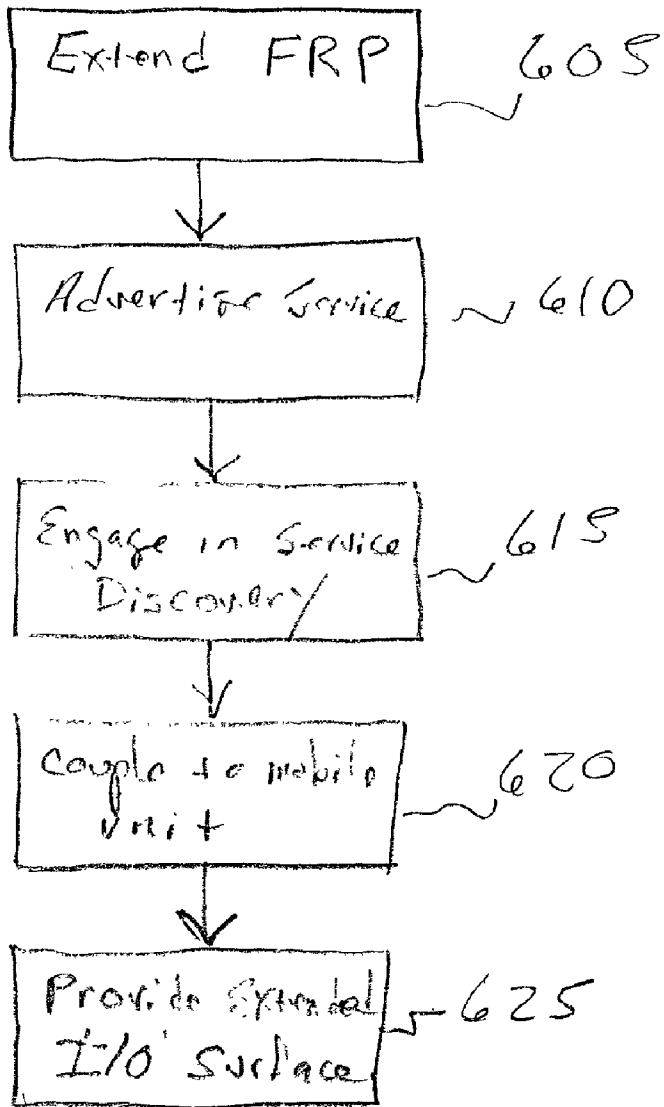 Extend FRP
605
Advertise Service
610
Engage in Service
Discovery
615
Couple to mobile
unit
620
Provide Extended
I/O Surface
625